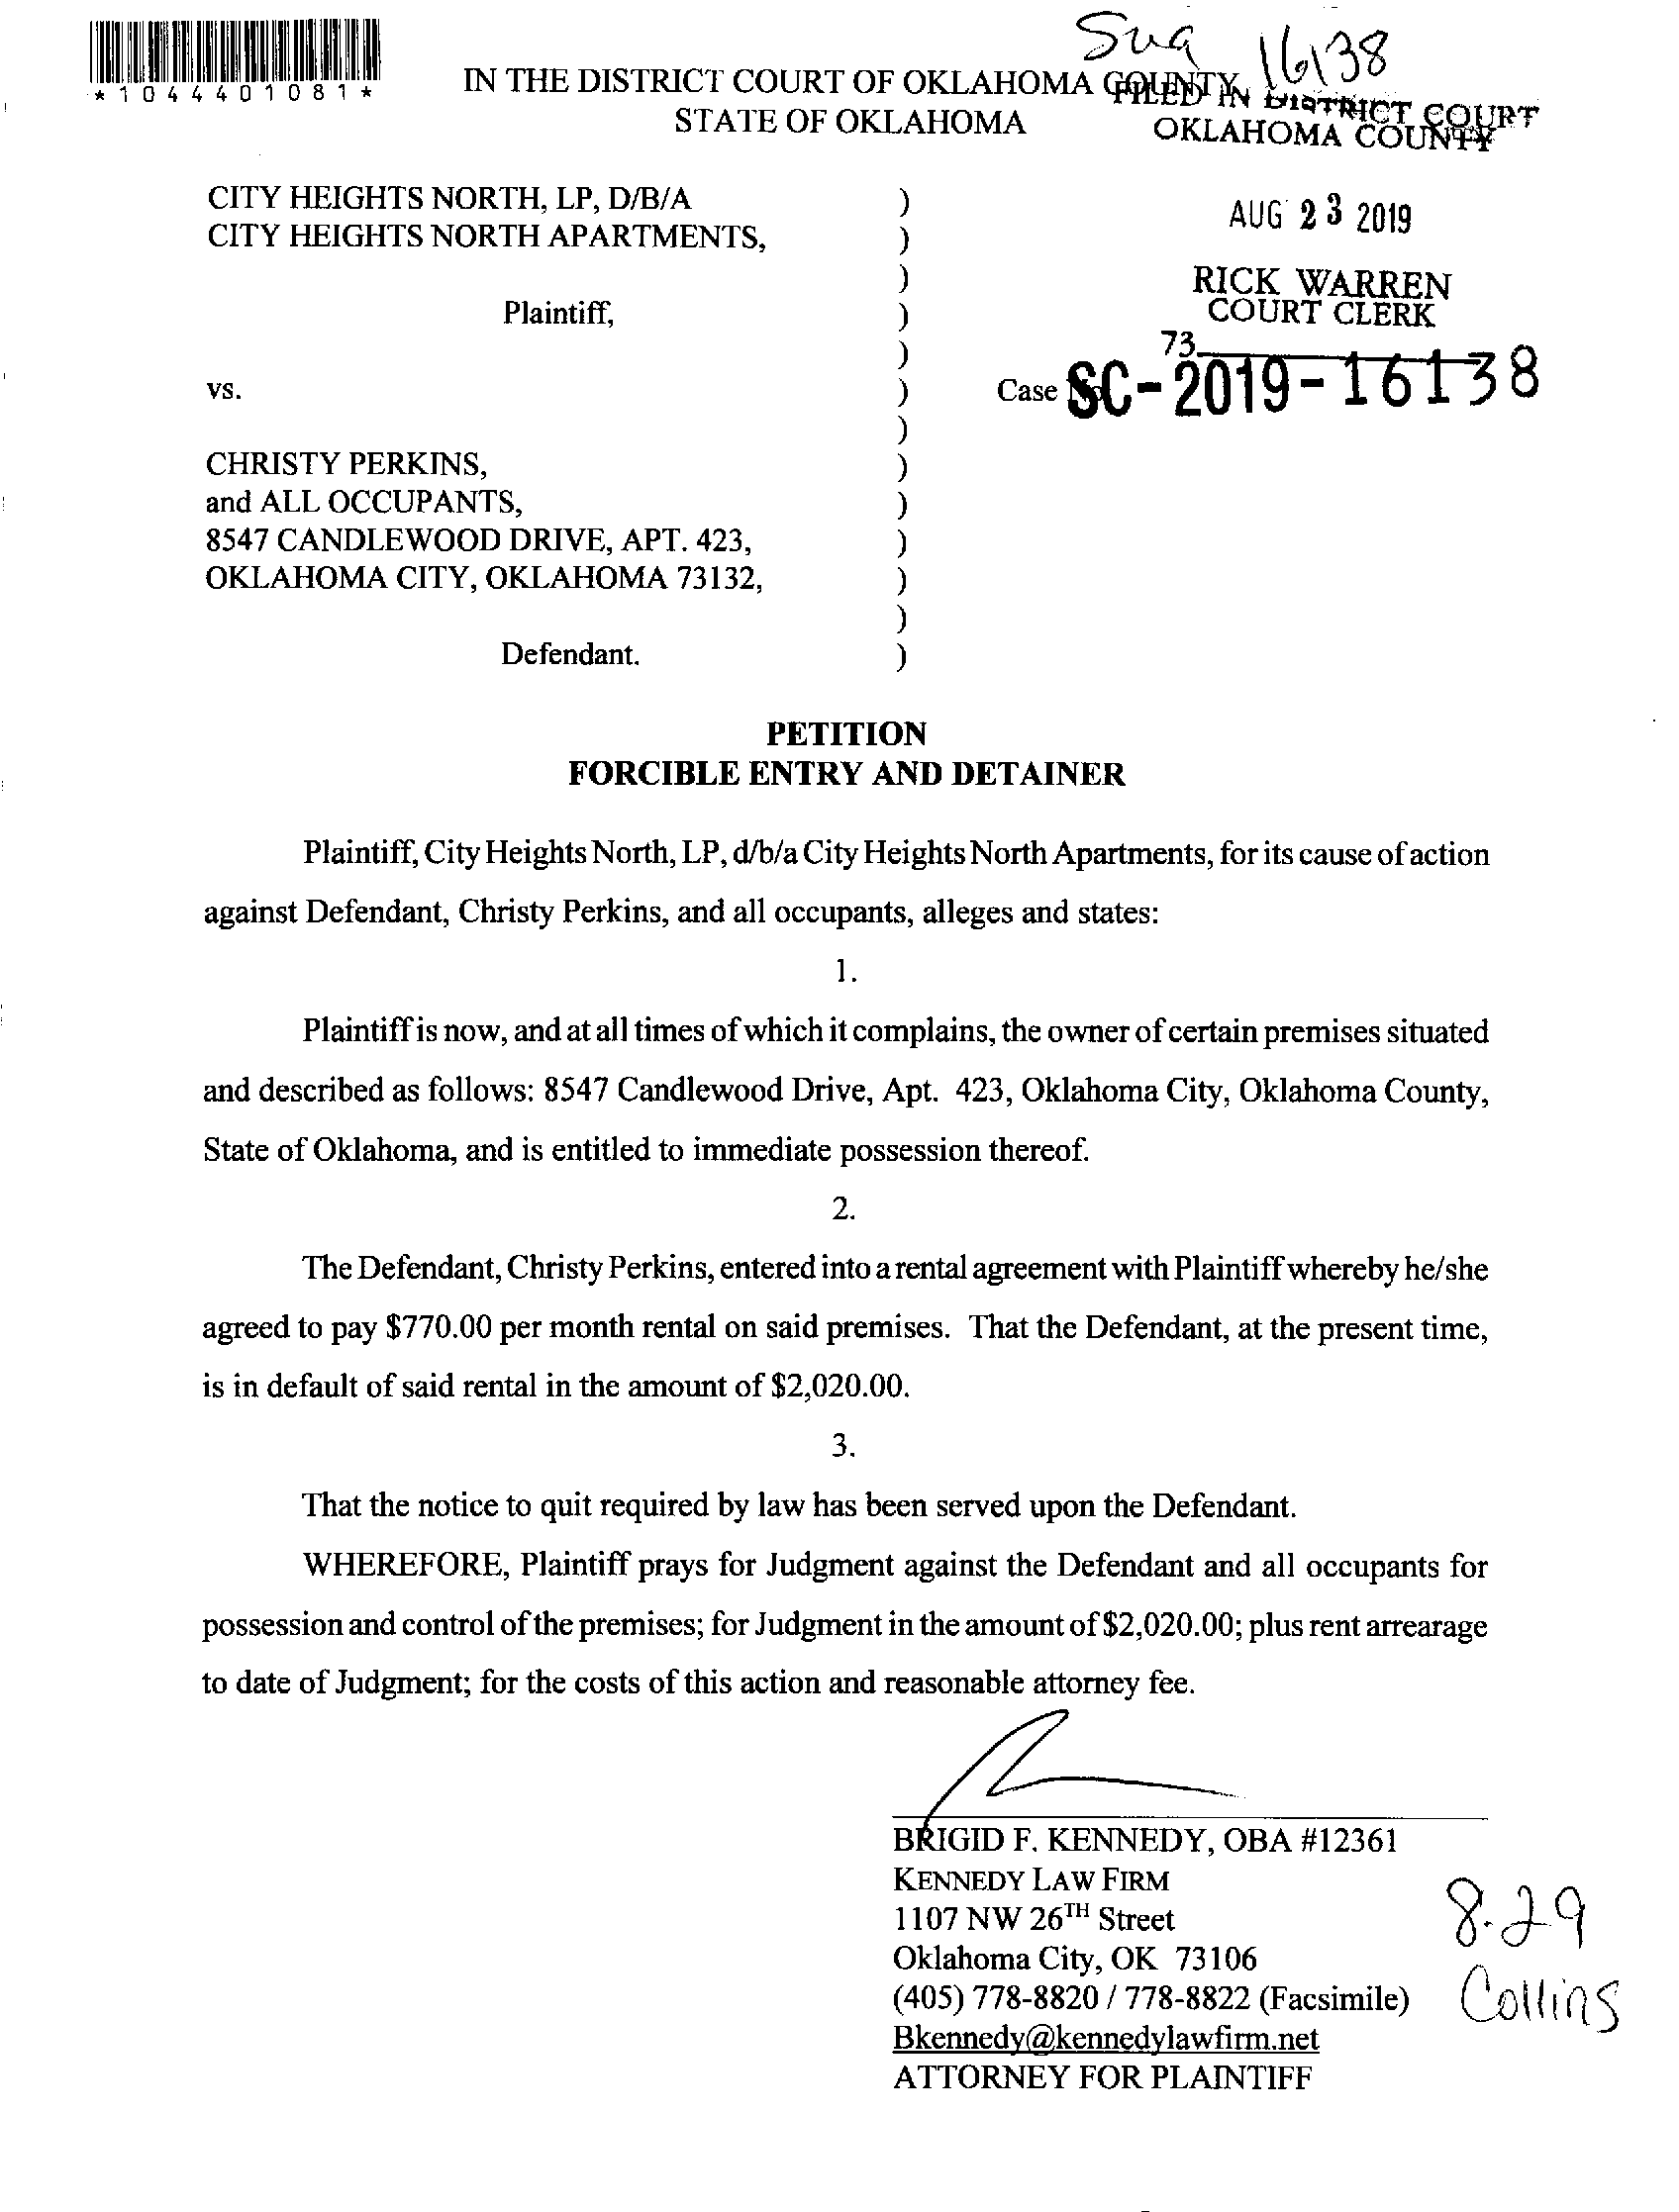 *1044401081*
16138
IN THE DISTRICT COURT OF OKLAHOMA COUNTY
STATE OF OKLAHOMA
FILED IN DISTRICT COURT
OKLAHOMA COUNTY
CITY HEIGHTS NORTH, LP, D/B/A )
CITY HEIGHTS NORTH APARTMENTS, )
)
Plaintiff, )
)
vs. )
)
CHRISTY PERKINS, )
and ALL OCCUPANTS, )
8547 CANDLEWOOD DRIVE, APT. 423, )
OKLAHOMA CITY, OKLAHOMA 73132, )
)
Defendant. )
AUG 23 2019
RICK WARREN
COURT CLERK
73
Case No. SC-2019-16138
PETITION
FORCIBLE ENTRY AND DETAINER
Plaintiff, City Heights North, LP, d/b/a City Heights North Apartments, for its cause of action
against Defendant, Christy Perkins, and all occupants, alleges and states:
1.
Plaintiff is now, and at all times of which it complains, the owner of certain premises situated
and described as follows: 8547 Candlewood Drive, Apt. 423, Oklahoma City, Oklahoma County,
State of Oklahoma, and is entitled to immediate possession thereof.
2.
The Defendant, Christy Perkins, entered into a rental agreement with Plaintiff whereby he/she
agreed to pay $770.00 per month rental on said premises. That the Defendant, at the present time,
is in default of said rental in the amount of $2,020.00.
3.
That the notice to quit required by law has been served upon the Defendant.
WHEREFORE, Plaintiff prays for Judgment against the Defendant and all occupants for
possession and control of the premises; for Judgment in the amount of $2,020.00; plus rent arrearage
to date of Judgment; for the costs of this action and reasonable attorney fee.
BRIGID F. KENNEDY, OBA #12361
KENNEDY LAW FIRM
1107 NW 26TH Street
Oklahoma City, OK 73106
(405) 778-8820 / 778-8822 (Facsimile)
Bkennedy@kennedylawfirm.net
ATTORNEY FOR PLAINTIFF
8.29
Collins